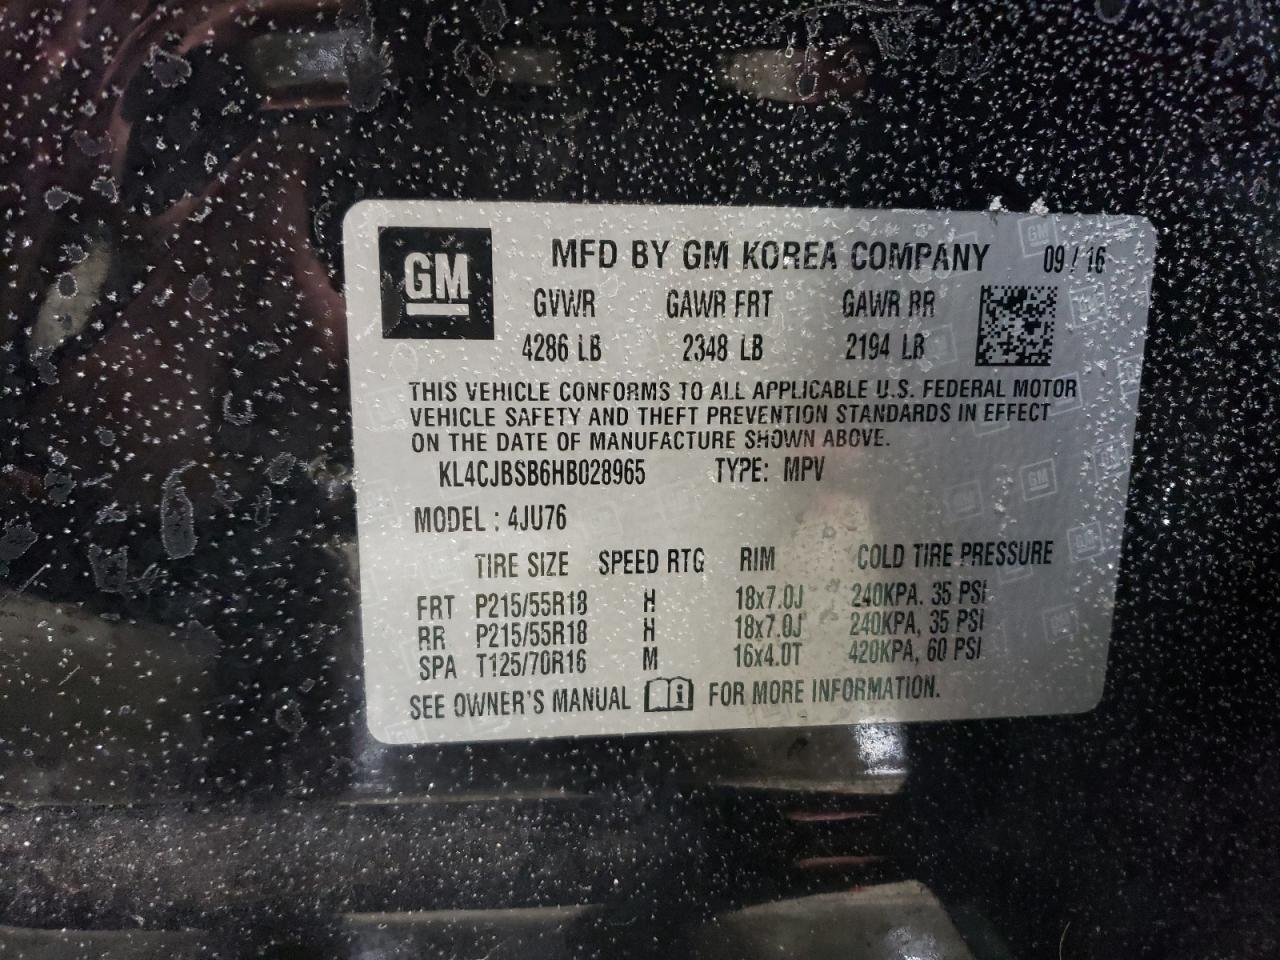 GM
MFD BY GM KOREA COMPANY 09 / 16
GVWR GAWR FRT GAWR RR
4286 LB 2348 LB 2194 LB
THIS VEHICLE CONFORMS TO ALL APPLICABLE U.S. FEDERAL MOTOR
VEHICLE SAFETY AND THEFT PREVENTION STANDARDS IN EFFECT
ON THE DATE OF MANUFACTURE SHOWN ABOVE.
KL4CJBSB6HB028965 TYPE: MPV
MODEL : 4JU76
TIRE SIZE SPEED RTG RIM COLD TIRE PRESSURE
FRT P215/55R18 H 18x7.0J 240KPA. 35 PSI
RR P215/55R18 H 18x7.0J 240KPA, 35 PSI
SPA T125/70R16 M 16x4.0T 420KPA, 60 PSI
SEE OWNER'S MANUAL i FOR MORE INFORMATION.